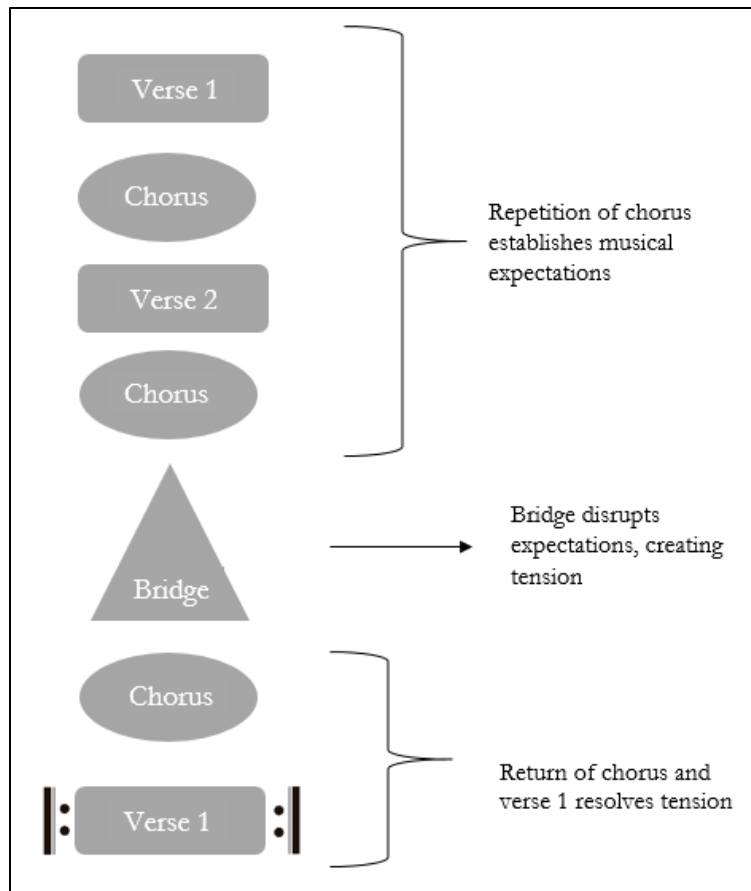 Verse 1
Chorus
Verse 2
Chorus
Repetition of chorus
establishes musical
expectations
Bridge
Bridge disrupts
expectations, creating
tension
Chorus
Verse 1
Return of chorus and
verse 1 resolves tension